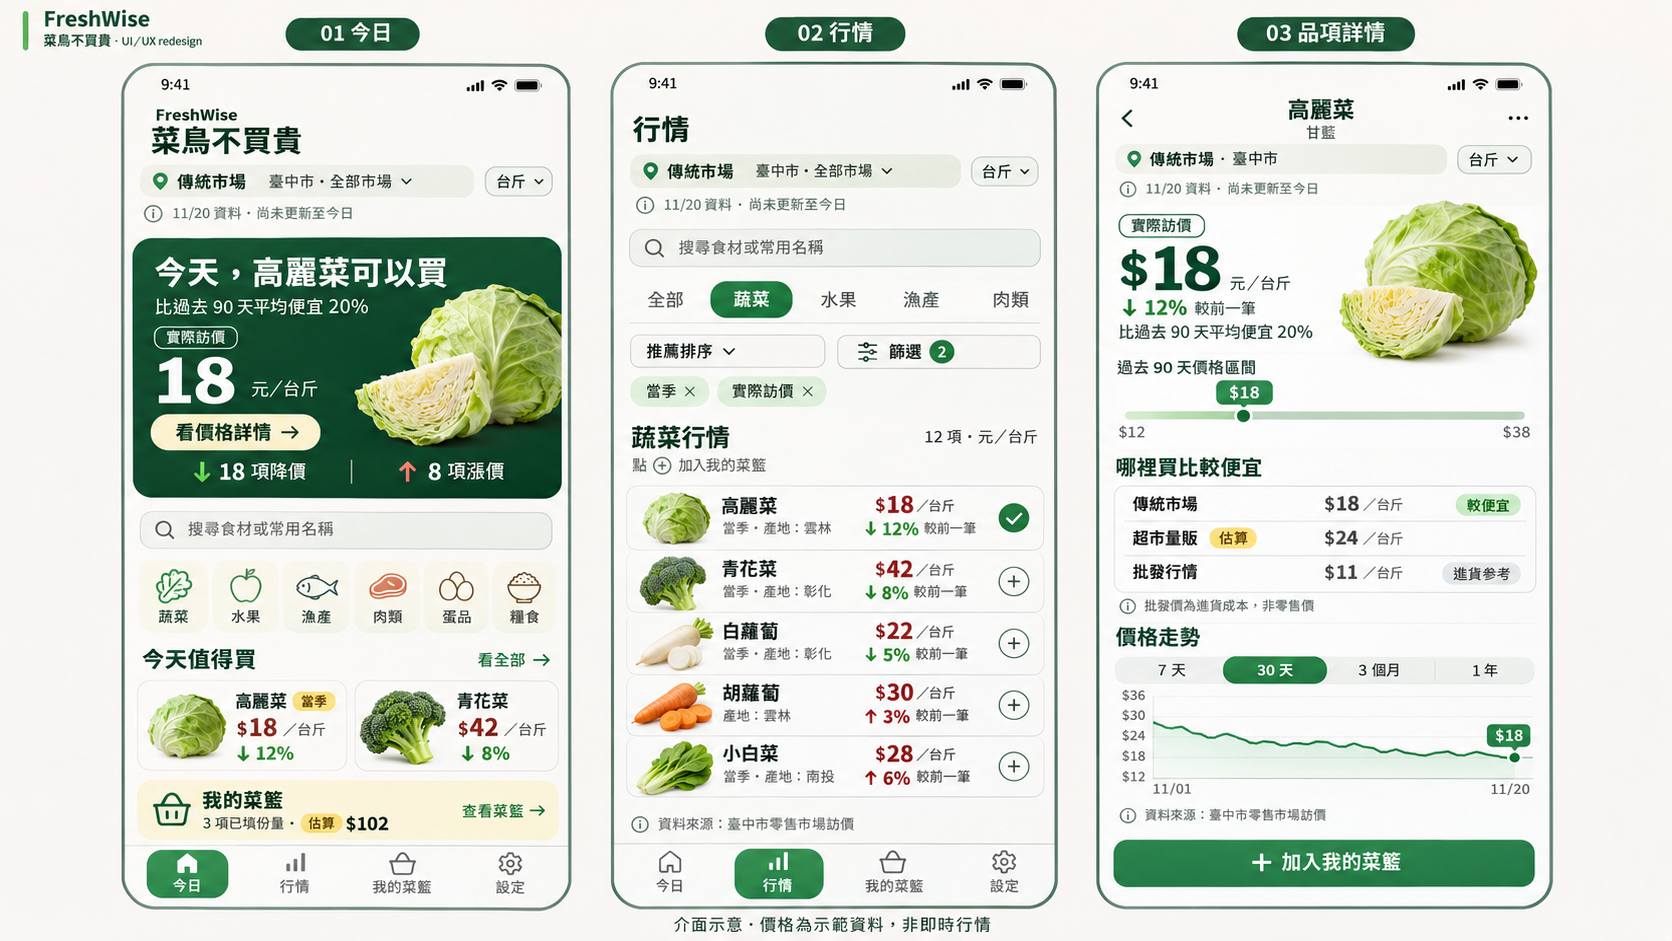 FreshWise
菜鳥不買貴・UI/UX redesign
01 今日
9:41
FreshWise
菜鳥不買貴
傳統市場 臺中市・全部市場
台斤
11/20 資料・尚未更新至今日
今天，高麗菜可以買
比過去 90 天平均便宜 20%
實際訪價
18 元／台斤
看價格詳情 →
↓ 18 項降價
↑ 8 項漲價
搜尋食材或常用名稱
蔬菜
水果
漁產
肉類
蛋品
糧食
今天值得買
看全部 →
高麗菜 當季
$18 ／台斤
↓ 12%
青花菜
$42 ／台斤
↓ 8%
我的菜籃
3 項已填份量・ 估算 $102
查看菜籃 →
今日
行情
我的菜籃
設定
02 行情
9:41
行情
傳統市場 臺中市・全部市場
台斤
11/20 資料・尚未更新至今日
搜尋食材或常用名稱
全部
蔬菜
水果
漁產
肉類
推薦排序
篩選 2
當季 ×
實際訪價 ×
蔬菜行情
12 項・元／台斤
點 ⊕ 加入我的菜籃
高麗菜
當季・產地：雲林
$18 ／台斤
↓ 12% 較前一筆
青花菜
當季・產地：彰化
$42 ／台斤
↓ 8% 較前一筆
白蘿蔔
當季・產地：彰化
$22 ／台斤
↓ 5% 較前一筆
胡蘿蔔
產地：雲林
$30 ／台斤
↑ 3% 較前一筆
小白菜
當季・產地：南投
$28 ／台斤
↑ 6% 較前一筆
資料來源：臺中市零售市場訪價
今日
行情
我的菜籃
設定
03 品項詳情
9:41
高麗菜
甘藍
傳統市場・臺中市
台斤
11/20 資料・尚未更新至今日
實際訪價
$18 元／台斤
↓ 12% 較前一筆
比過去 90 天平均便宜 20%
過去 90 天價格區間
$18
$12
$38
哪裡買比較便宜
傳統市場 $18 ／台斤 較便宜
超市量販 估算 $24 ／台斤
批發行情 $11 ／台斤 進貨參考
批發價為進貨成本，非零售價
價格走勢
7 天
30 天
3 個月
1 年
$36
$30
$24
$18
$12
$18
11/01
11/20
資料來源：臺中市零售市場訪價
+ 加入我的菜籃
介面示意・價格為示範資料，非即時行情